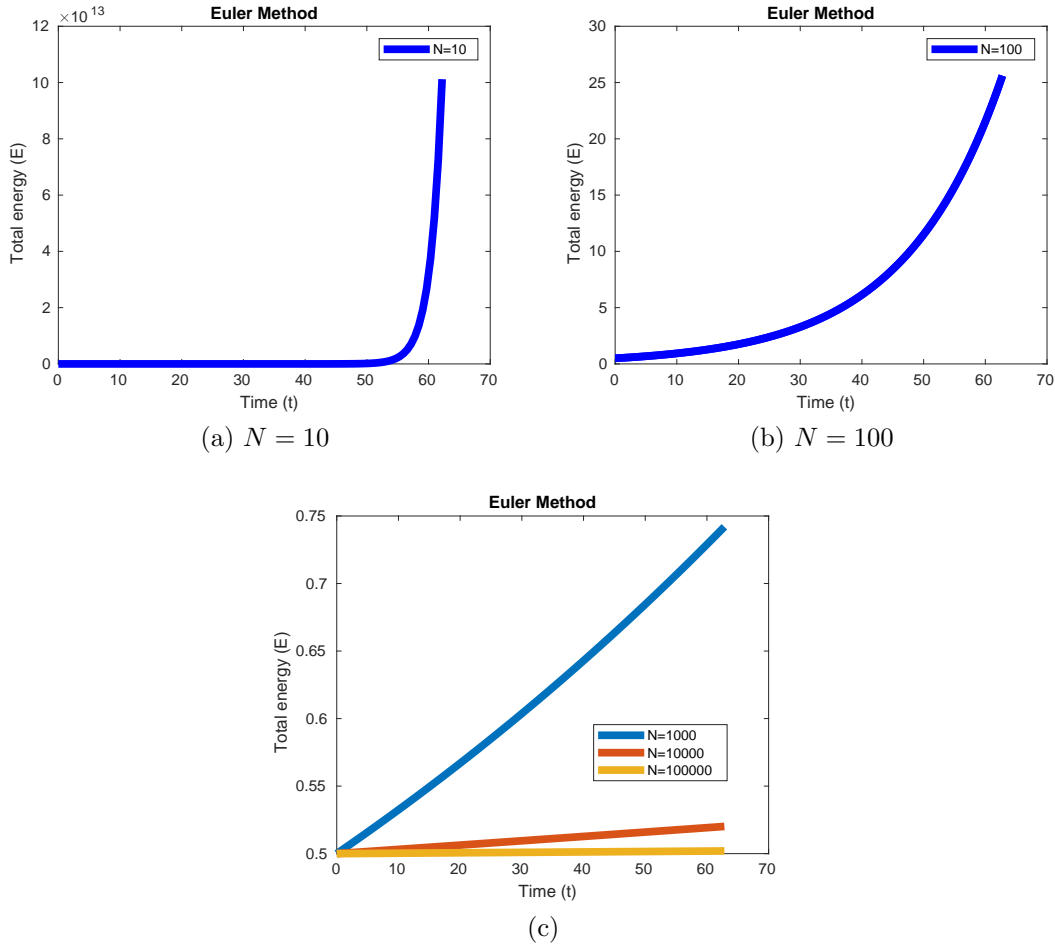 Euler Method
× 10 13
12
10
8
6
4
2
0
0 10 20 30 40 50 60 70
Total energy (E)
Time (t)
N=10
(a) N = 10
Euler Method
30
25
20
15
10
5
0
0 10 20 30 40 50 60 70
Total energy (E)
Time (t)
N=100
(b) N = 100
Euler Method
0.75
0.7
0.65
0.6
0.55
0.5
0 10 20 30 40 50 60 70
Total energy (E)
Time (t)
N=1000
N=10000
N=100000
(c)